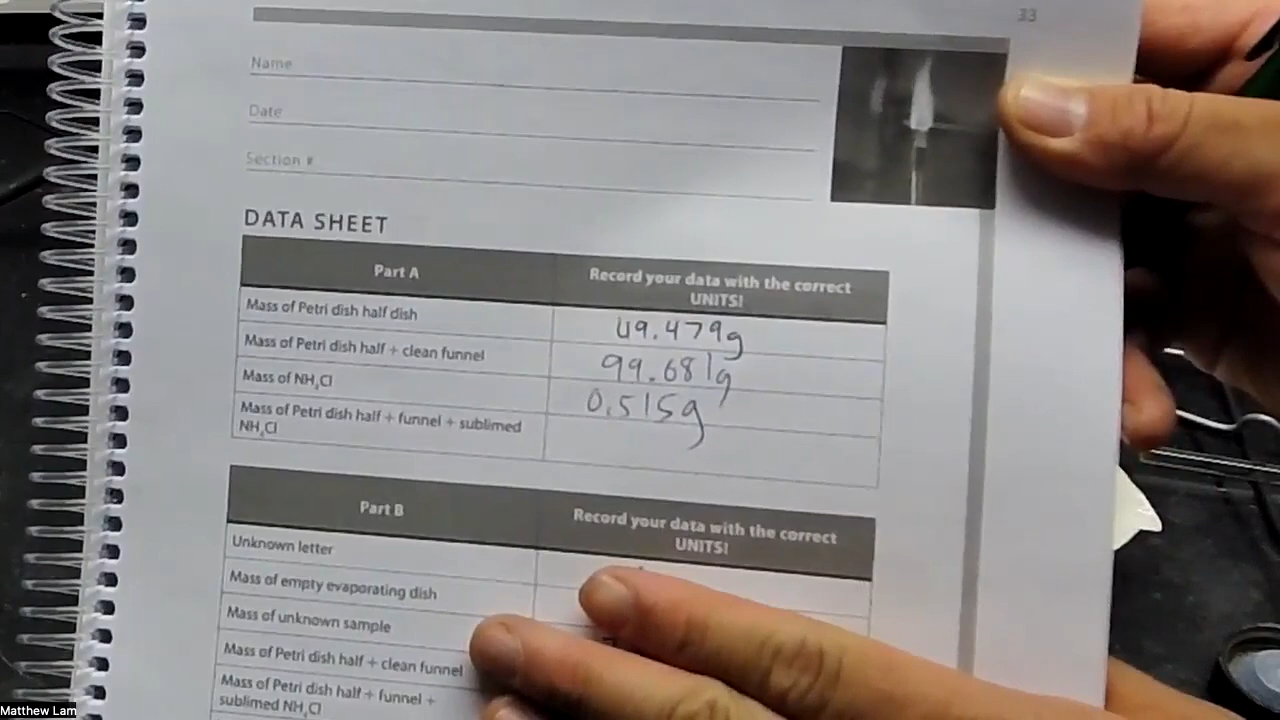 33
Name
Date
Section #
DATA SHEET
Part A
Record your data with the correct
UNITS!
Mass of Petri dish half dish
49.479g
Mass of Petri dish half + clean funnel
99.681g
Mass of NH₄Cl
0.515g
Mass of Petri dish half + funnel + sublimed
NH₄Cl
Part B
Record your data with the correct
UNITS!
Unknown letter
Mass of empty evaporating dish
Mass of unknown sample
Mass of Petri dish half + clean funnel
Mass of Petri dish half + funnel +
sublimed NH₄Cl
Matthew Lam